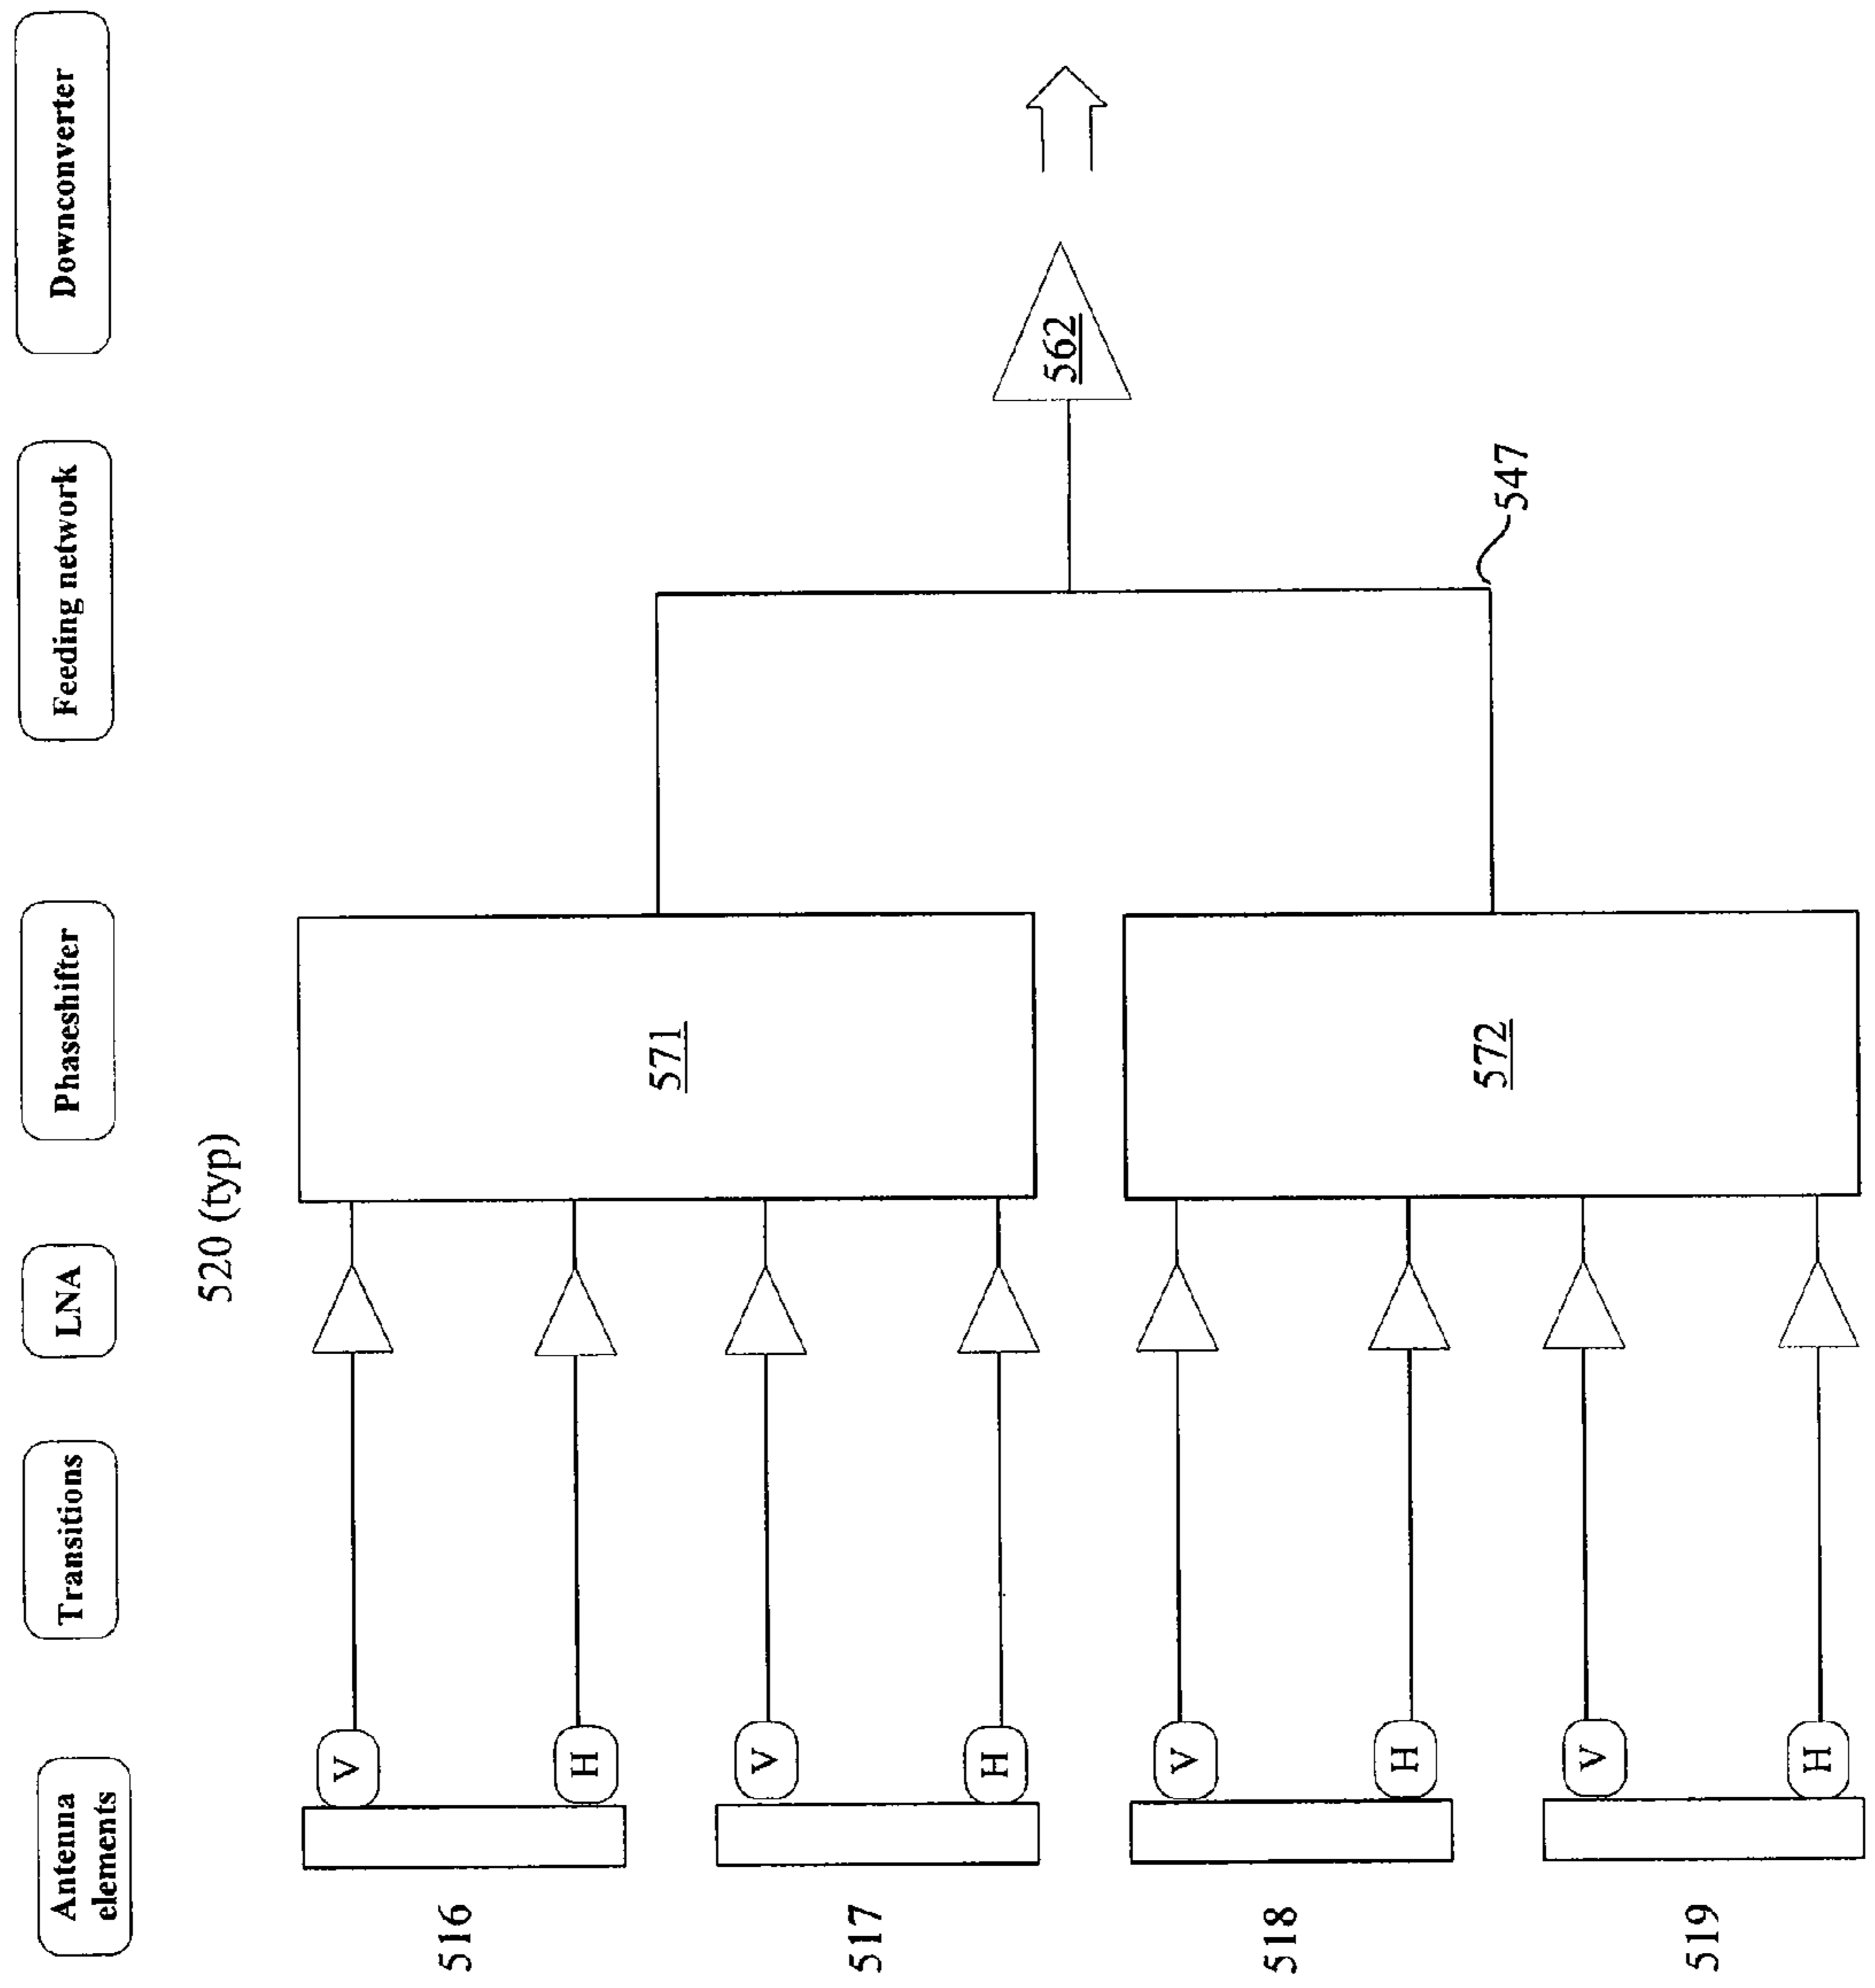 Antenna
elements
Transitions
LNA
Phaseshifter
Feeding network
Downconverter
520 (typ)
516
V
H
517
V
H
571
518
V
H
519
V
H
572
547
562